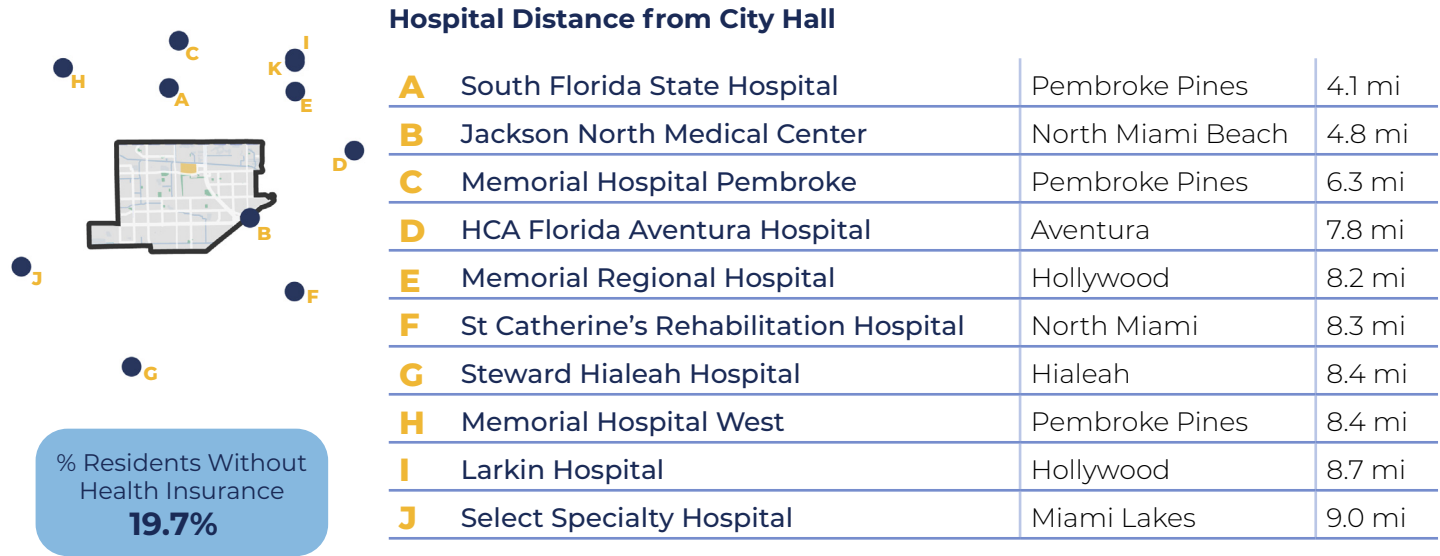 Hospital Distance from City Hall
C
I
K
H
A
E
D
B
J
F
G
A South Florida State Hospital Pembroke Pines 4.1 mi
B Jackson North Medical Center North Miami Beach 4.8 mi
C Memorial Hospital Pembroke Pembroke Pines 6.3 mi
D HCA Florida Aventura Hospital Aventura 7.8 mi
E Memorial Regional Hospital Hollywood 8.2 mi
F St Catherine’s Rehabilitation Hospital North Miami 8.3 mi
G Steward Hialeah Hospital Hialeah 8.4 mi
H Memorial Hospital West Pembroke Pines 8.4 mi
I Larkin Hospital Hollywood 8.7 mi
J Select Specialty Hospital Miami Lakes 9.0 mi
% Residents Without
Health Insurance
19.7%